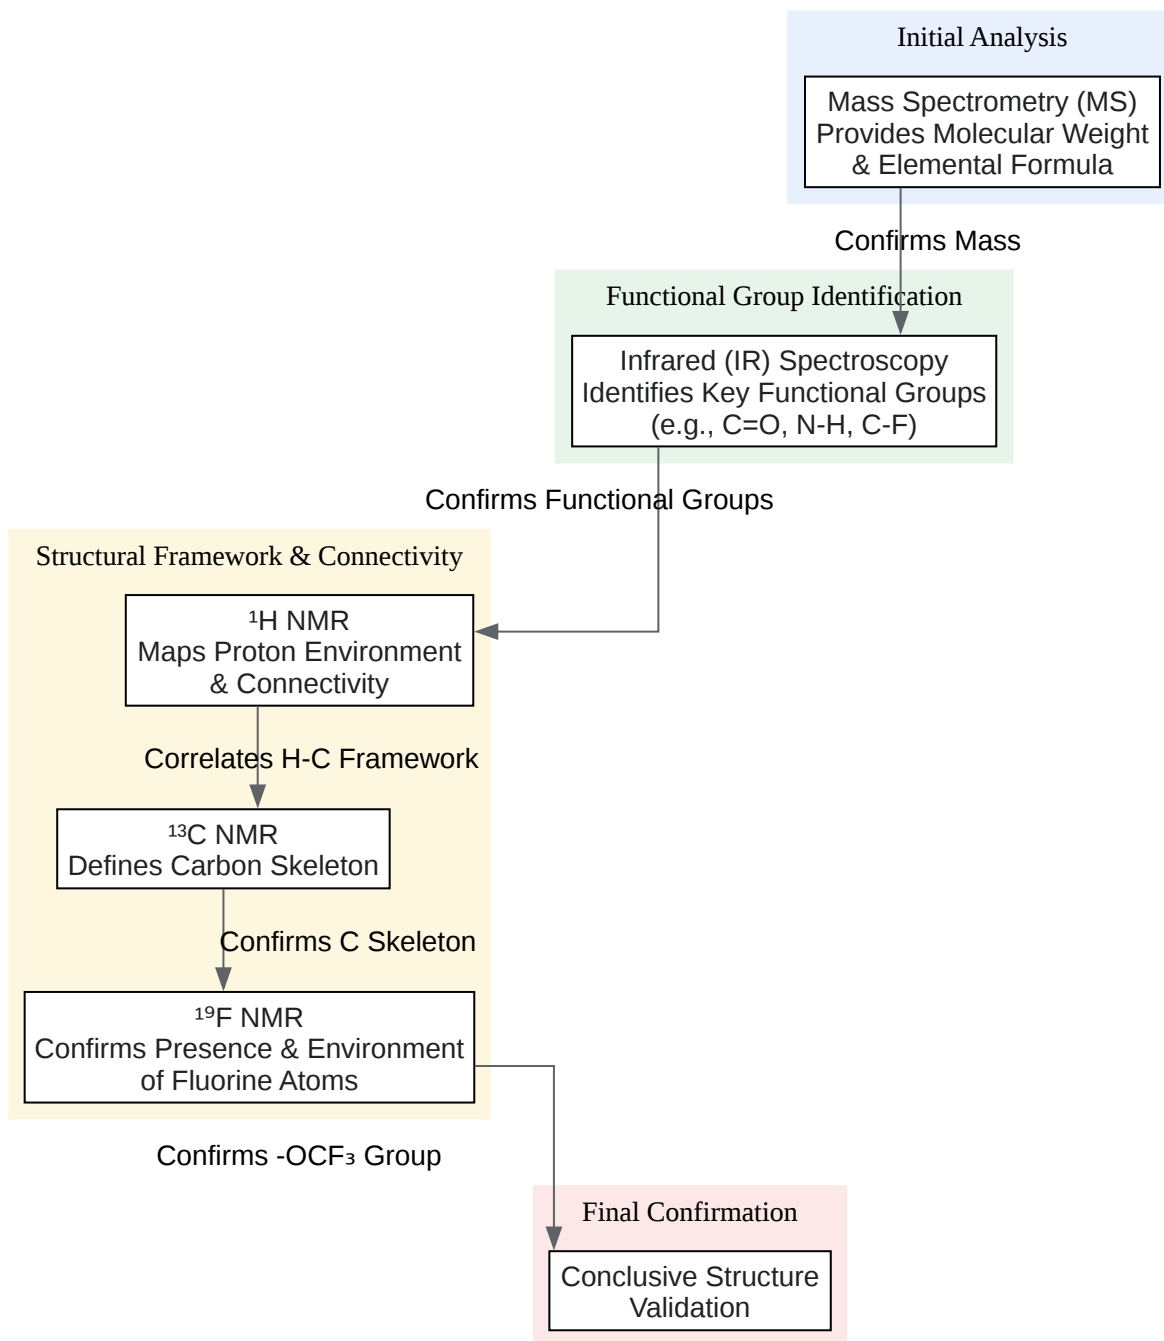 Initial Analysis
Mass Spectrometry (MS)
Provides Molecular Weight
& Elemental Formula
Confirms Mass
Functional Group Identification
Infrared (IR) Spectroscopy
Identifies Key Functional Groups
(e.g., C=O, N-H, C-F)
Confirms Functional Groups
Structural Framework & Connectivity
¹H NMR
Maps Proton Environment
& Connectivity
Correlates H-C Framework
¹³C NMR
Defines Carbon Skeleton
Confirms C Skeleton
¹⁹F NMR
Confirms Presence & Environment
of Fluorine Atoms
Confirms -OCF₃ Group
Final Confirmation
Conclusive Structure
Validation